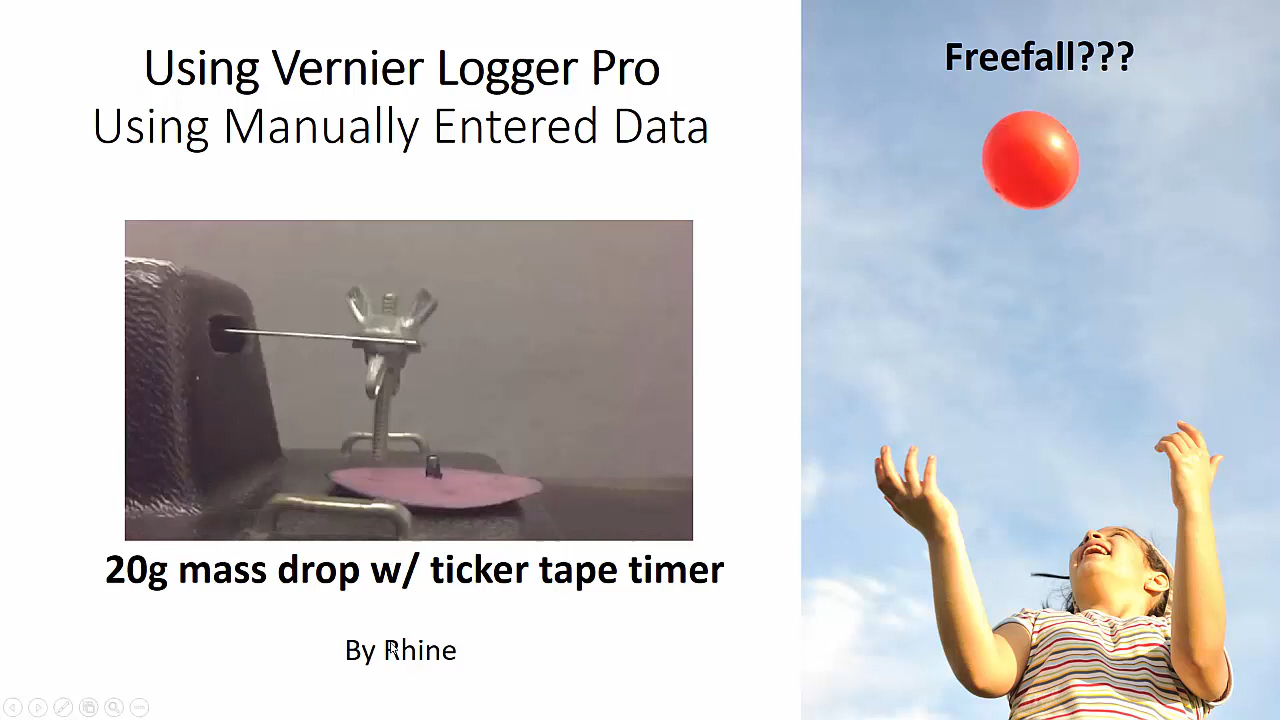 Using Vernier Logger Pro
Using Manually Entered Data
Freefall???
20g mass drop w/ ticker tape timer
By Rhine